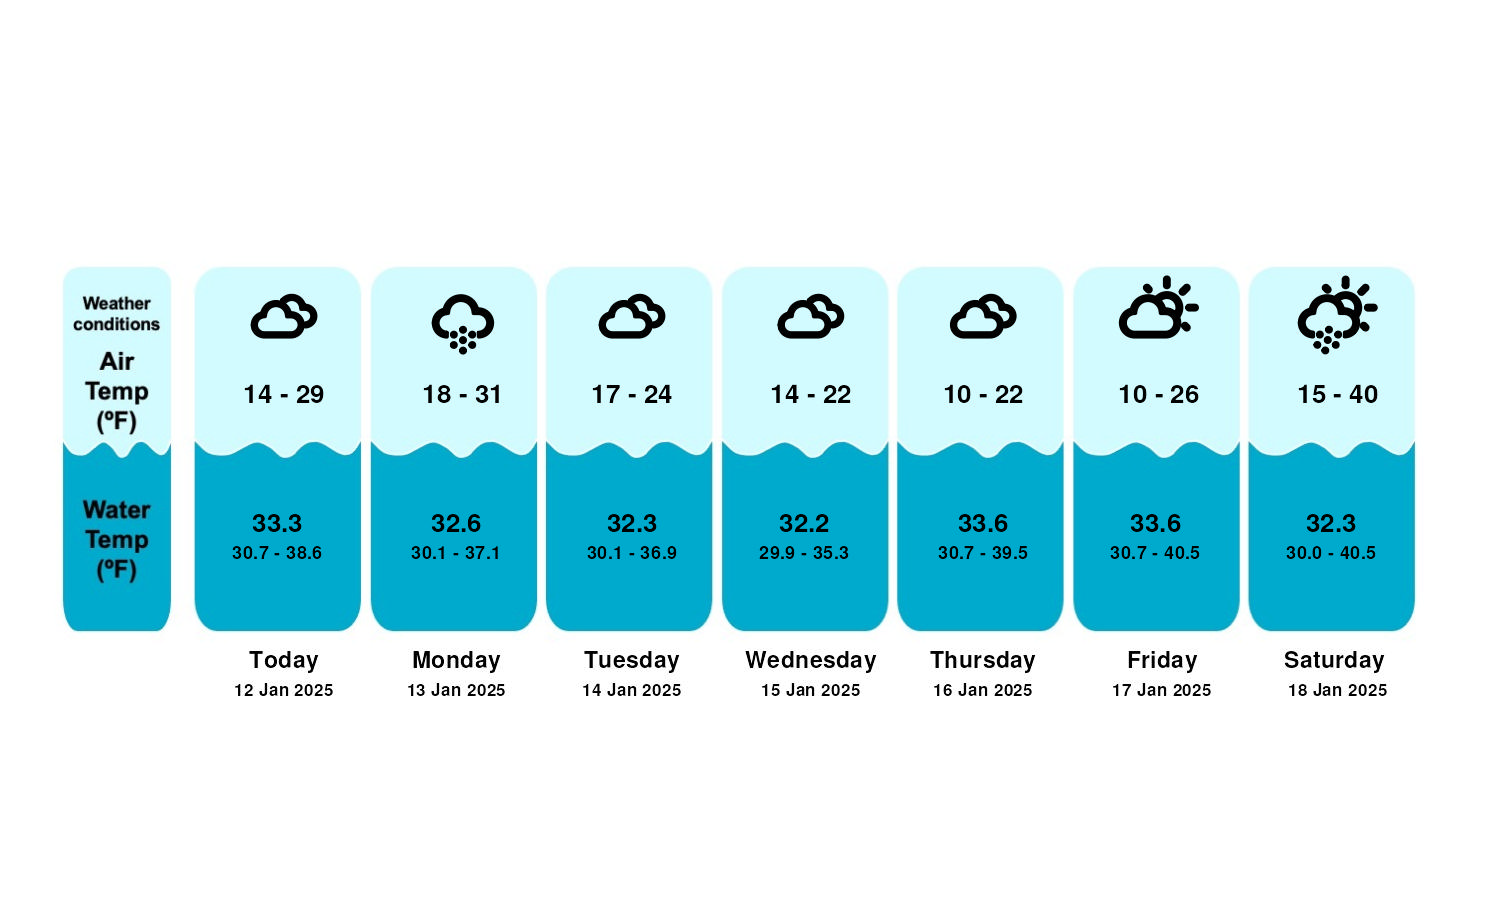 Weather
conditions
Air
Temp
(ºF)
Water
Temp
(ºF)
14 - 29
33.3
30.7 - 38.6
Today
12 Jan 2025
18 - 31
32.6
30.1 - 37.1
Monday
13 Jan 2025
17 - 24
32.3
30.1 - 36.9
Tuesday
14 Jan 2025
14 - 22
32.2
29.9 - 35.3
Wednesday
15 Jan 2025
10 - 22
33.6
30.7 - 39.5
Thursday
16 Jan 2025
10 - 26
33.6
30.7 - 40.5
Friday
17 Jan 2025
15 - 40
32.3
30.0 - 40.5
Saturday
18 Jan 2025